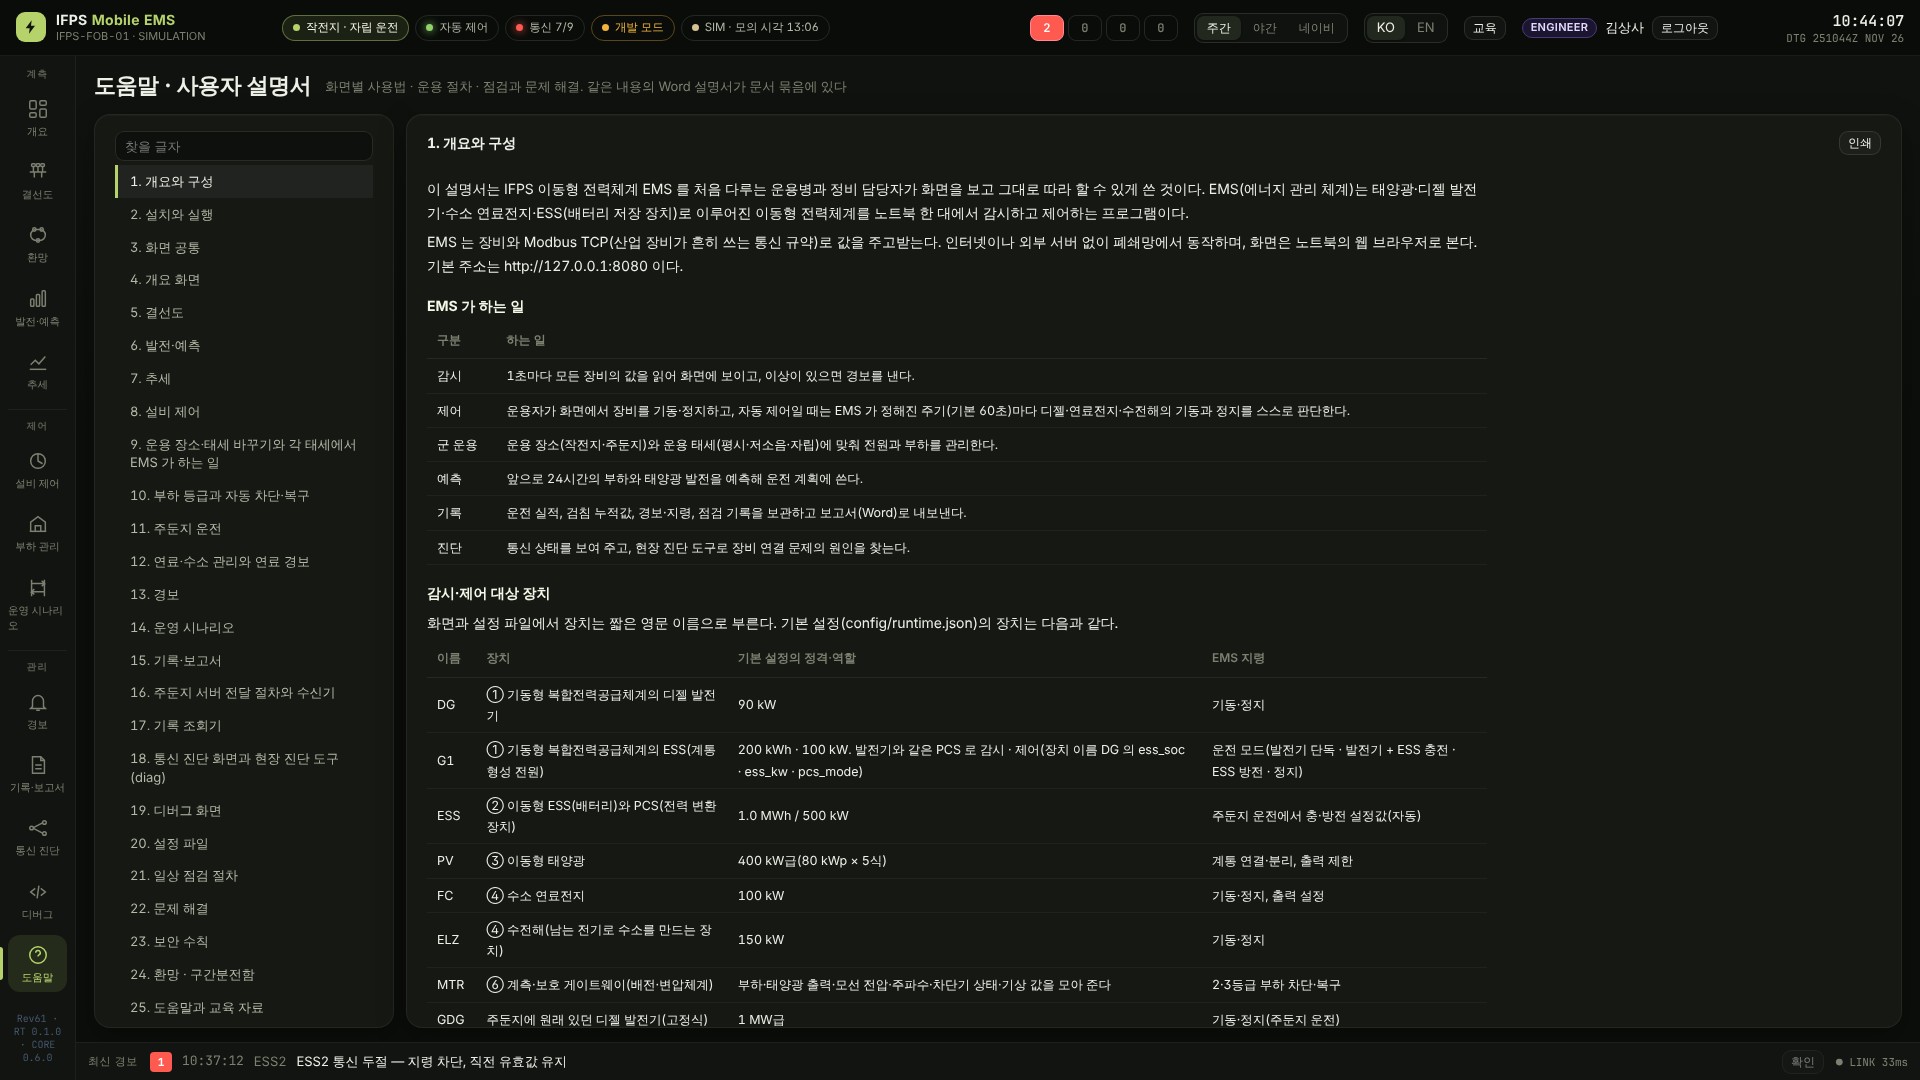 IFPS Mobile EMS
IFPS-FOB-01 · SIMULATION
작전지 · 자립 운전
자동 제어
통신 7/9
개발 모드
SIM · 모의 시각 13:06
2
0
0
0
주간
야간
네이비
KO
EN
교육
ENGINEER
김상사
로그아웃
10:44:07
DTG 251044Z NOV 26
계측
개요
결선도
환망
발전·예측
추세
제어
설비 제어
부하 관리
운영 시나리
오
관리
경보
기록·보고서
통신 진단
디버그
도움말
Rev61 ·
RT 0.1.0
· CORE
0.6.0
도움말 · 사용자 설명서
화면별 사용법 · 운용 절차 · 점검과 문제 해결. 같은 내용의 Word 설명서가 문서 묶음에 있다
찾을 글자
1. 개요와 구성
2. 설치와 실행
3. 화면 공통
4. 개요 화면
5. 결선도
6. 발전·예측
7. 추세
8. 설비 제어
9. 운용 장소·태세 바꾸기와 각 태세에서
EMS 가 하는 일
10. 부하 등급과 자동 차단·복구
11. 주둔지 운전
12. 연료·수소 관리와 연료 경보
13. 경보
14. 운영 시나리오
15. 기록·보고서
16. 주둔지 서버 전달 절차와 수신기
17. 기록 조회기
18. 통신 진단 화면과 현장 진단 도구
(diag)
19. 디버그 화면
20. 설정 파일
21. 일상 점검 절차
22. 문제 해결
23. 보안 수칙
24. 환망 · 구간분전함
25. 도움말과 교육 자료
1. 개요와 구성
인쇄
이 설명서는 IFPS 이동형 전력체계 EMS 를 처음 다루는 운용병과 정비 담당자가 화면을 보고 그대로 따라 할 수 있게 쓴 것이다. EMS(에너지 관리 체계)는 태양광·디젤 발전
기·수소 연료전지·ESS(배터리 저장 장치)로 이루어진 이동형 전력체계를 노트북 한 대에서 감시하고 제어하는 프로그램이다.
EMS 는 장비와 Modbus TCP(산업 장비가 흔히 쓰는 통신 규약)로 값을 주고받는다. 인터넷이나 외부 서버 없이 폐쇄망에서 동작하며, 화면은 노트북의 웹 브라우저로 본다.
기본 주소는 http://127.0.0.1:8080 이다.
EMS 가 하는 일
구분 하는 일
감시 1초마다 모든 장비의 값을 읽어 화면에 보이고, 이상이 있으면 경보를 낸다.
제어 운용자가 화면에서 장비를 기동·정지하고, 자동 제어일 때는 EMS 가 정해진 주기(기본 60초)마다 디젤·연료전지·수전해의 기동과 정지를 스스로 판단한다.
군 운용 운용 장소(작전지·주둔지)와 운용 태세(평시·저소음·자립)에 맞춰 전원과 부하를 관리한다.
예측 앞으로 24시간의 부하와 태양광 발전을 예측해 운전 계획에 쓴다.
기록 운전 실적, 검침 누적값, 경보·지령, 점검 기록을 보관하고 보고서(Word)로 내보낸다.
진단 통신 상태를 보여 주고, 현장 진단 도구로 장비 연결 문제의 원인을 찾는다.
감시·제어 대상 장치
화면과 설정 파일에서 장치는 짧은 영문 이름으로 부른다. 기본 설정(config/runtime.json)의 장치는 다음과 같다.
이름 장치 기본 설정의 정격·역할 EMS 지령
DG ① 기동형 복합전력공급체계의 디젤 발전
기 90 kW 기동·정지
G1 ① 기동형 복합전력공급체계의 ESS(계통
형성 전원) 200 kWh · 100 kW. 발전기와 같은 PCS 로 감시 · 제어(장치 이름 DG 의 ess_soc
· ess_kw · pcs_mode) 운전 모드(발전기 단독 · 발전기 + ESS 충전 ·
ESS 방전 · 정지)
ESS ② 이동형 ESS(배터리)와 PCS(전력 변환
장치) 1.0 MWh / 500 kW 주둔지 운전에서 충·방전 설정값(자동)
PV ③ 이동형 태양광 400 kW급(80 kWp × 5식) 계통 연결·분리, 출력 제한
FC ④ 수소 연료전지 100 kW 기동·정지, 출력 설정
ELZ ④ 수전해(남는 전기로 수소를 만드는 장
치) 150 kW 기동·정지
MTR ⑥ 계측·보호 게이트웨이(배전·변압체계) 부하·태양광 출력·모선 전압·주파수·차단기 상태·기상 값을 모아 준다 2·3등급 부하 차단·복구
GDG 주둔지에 원래 있던 디젤 발전기(고정식) 1 MW급 기동·정지(주둔지 운전)
최신 경보
1
10:37:12
ESS2
ESS2 통신 두절 — 지령 차단, 직전 유효값 유지
확인
LINK 33ms